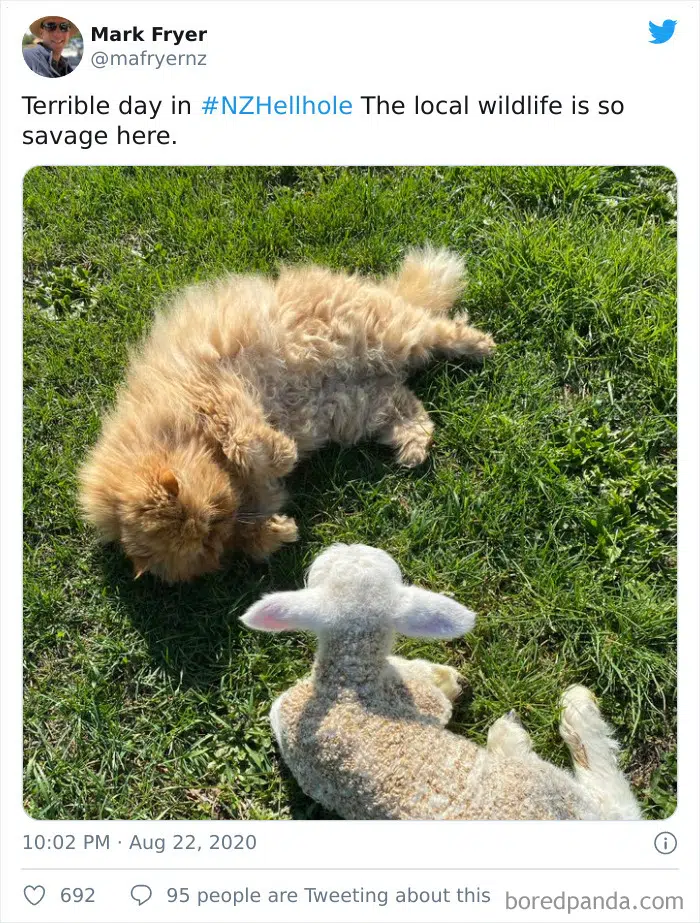 Mark Fryer
@mafryernz
Terrible day in #NZHellhole The local wildlife is so
savage here.
10:02 PM · Aug 22, 2020
692 95 people are Tweeting about this
boredpanda.com